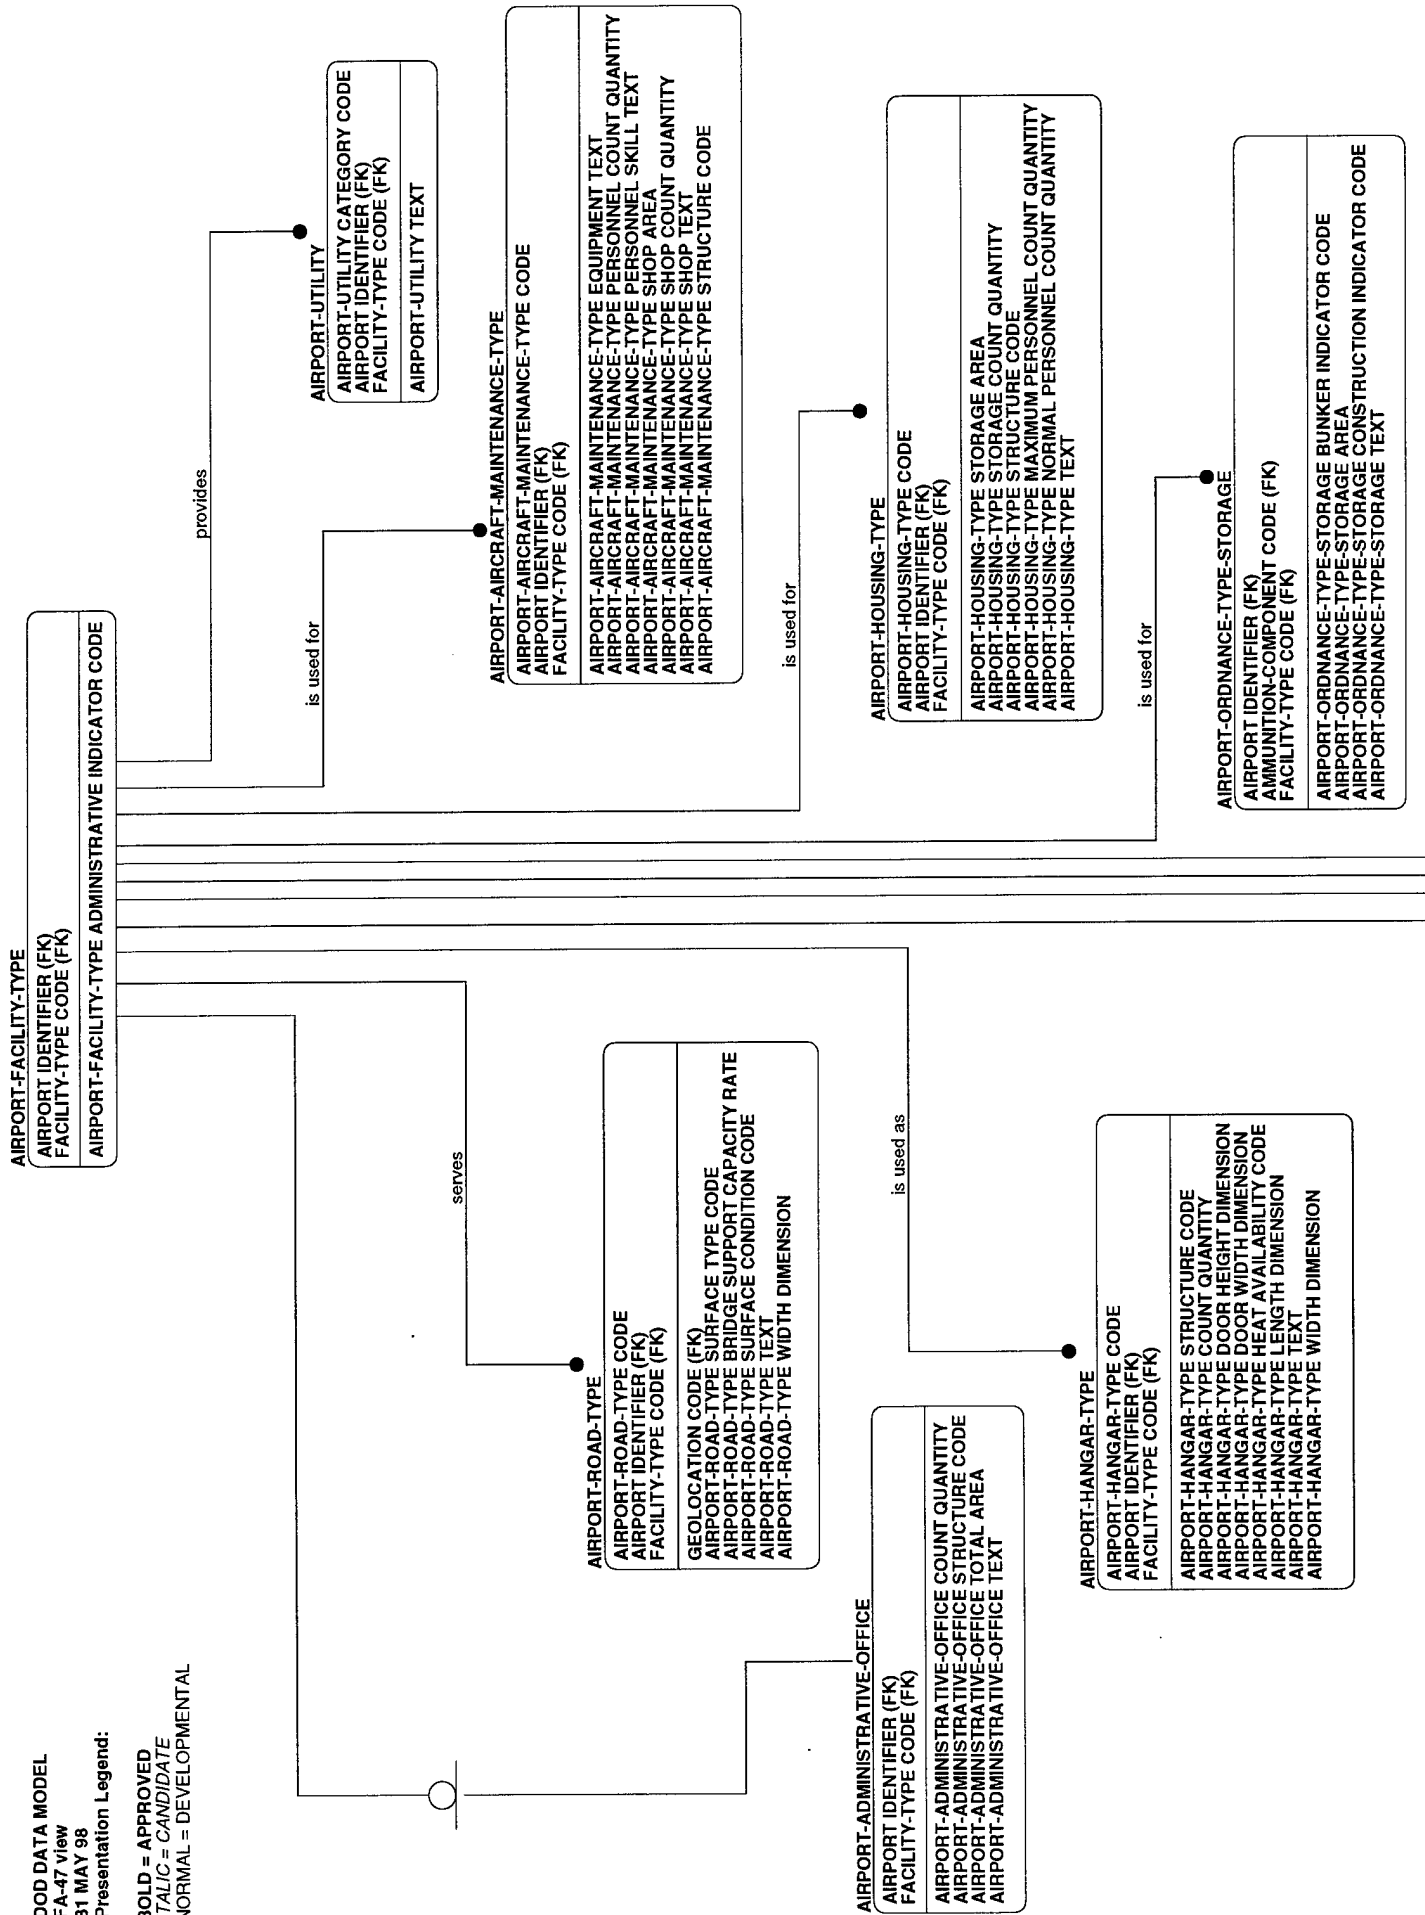 DOD DATA MODEL
FA-47 view
31 MAY 98
Presentation Legend:
BOLD = APPROVED
ITALIC = CANDIDATE
NORMAL = DEVELOPMENTAL
AIRPORT-FACILITY-TYPE
AIRPORT IDENTIFIER (FK)
FACILITY-TYPE CODE (FK)
AIRPORT-FACILITY-TYPE ADMINISTRATIVE INDICATOR CODE
provides
AIRPORT-UTILITY
AIRPORT-UTILITY CATEGORY CODE
AIRPORT IDENTIFIER (FK)
FACILITY-TYPE CODE (FK)
AIRPORT-UTILITY TEXT
is used for
AIRPORT-AIRCRAFT-MAINTENANCE-TYPE
AIRPORT-AIRCRAFT-MAINTENANCE-TYPE CODE
AIRPORT IDENTIFIER (FK)
FACILITY-TYPE CODE (FK)
AIRPORT-AIRCRAFT-MAINTENANCE-TYPE EQUIPMENT TEXT
AIRPORT-AIRCRAFT-MAINTENANCE-TYPE PERSONNEL COUNT QUANTITY
AIRPORT-AIRCRAFT-MAINTENANCE-TYPE PERSONNEL SKILL TEXT
AIRPORT-AIRCRAFT-MAINTENANCE-TYPE SHOP AREA
AIRPORT-AIRCRAFT-MAINTENANCE-TYPE SHOP COUNT QUANTITY
AIRPORT-AIRCRAFT-MAINTENANCE-TYPE SHOP TEXT
AIRPORT-AIRCRAFT-MAINTENANCE-TYPE STRUCTURE CODE
serves
AIRPORT-ROAD-TYPE
AIRPORT-ROAD-TYPE CODE
AIRPORT IDENTIFIER (FK)
FACILITY-TYPE CODE (FK)
GEOLOCATION CODE (FK)
AIRPORT-ROAD-TYPE SURFACE TYPE CODE
AIRPORT-ROAD-TYPE BRIDGE SUPPORT CAPACITY RATE
AIRPORT-ROAD-TYPE SURFACE CONDITION CODE
AIRPORT-ROAD-TYPE TEXT
AIRPORT-ROAD-TYPE WIDTH DIMENSION
is used for
AIRPORT-HOUSING-TYPE
AIRPORT-HOUSING-TYPE CODE
AIRPORT IDENTIFIER (FK)
FACILITY-TYPE CODE (FK)
AIRPORT-HOUSING-TYPE STORAGE AREA
AIRPORT-HOUSING-TYPE STORAGE COUNT QUANTITY
AIRPORT-HOUSING-TYPE STRUCTURE CODE
AIRPORT-HOUSING-TYPE MAXIMUM PERSONNEL COUNT QUANTITY
AIRPORT-HOUSING-TYPE NORMAL PERSONNEL COUNT QUANTITY
AIRPORT-HOUSING-TYPE TEXT
AIRPORT-ADMINISTRATIVE-OFFICE
AIRPORT IDENTIFIER (FK)
FACILITY-TYPE CODE (FK)
AIRPORT-ADMINISTRATIVE-OFFICE COUNT QUANTITY
AIRPORT-ADMINISTRATIVE-OFFICE STRUCTURE CODE
AIRPORT-ADMINISTRATIVE-OFFICE TOTAL AREA
AIRPORT-ADMINISTRATIVE-OFFICE TEXT
is used as
AIRPORT-HANGAR-TYPE
AIRPORT-HANGAR-TYPE CODE
AIRPORT IDENTIFIER (FK)
FACILITY-TYPE CODE (FK)
AIRPORT-HANGAR-TYPE STRUCTURE CODE
AIRPORT-HANGAR-TYPE COUNT QUANTITY
AIRPORT-HANGAR-TYPE DOOR HEIGHT DIMENSION
AIRPORT-HANGAR-TYPE DOOR WIDTH DIMENSION
AIRPORT-HANGAR-TYPE HEAT AVAILABILITY CODE
AIRPORT-HANGAR-TYPE LENGTH DIMENSION
AIRPORT-HANGAR-TYPE TEXT
AIRPORT-HANGAR-TYPE WIDTH DIMENSION
is used for
AIRPORT-ORDNANCE-TYPE-STORAGE
AIRPORT IDENTIFIER (FK)
AMMUNITION-COMPONENT CODE (FK)
FACILITY-TYPE CODE (FK)
AIRPORT-ORDNANCE-TYPE-STORAGE BUNKER INDICATOR CODE
AIRPORT-ORDNANCE-TYPE-STORAGE AREA
AIRPORT-ORDNANCE-TYPE-STORAGE CONSTRUCTION INDICATOR CODE
AIRPORT-ORDNANCE-TYPE-STORAGE TEXT